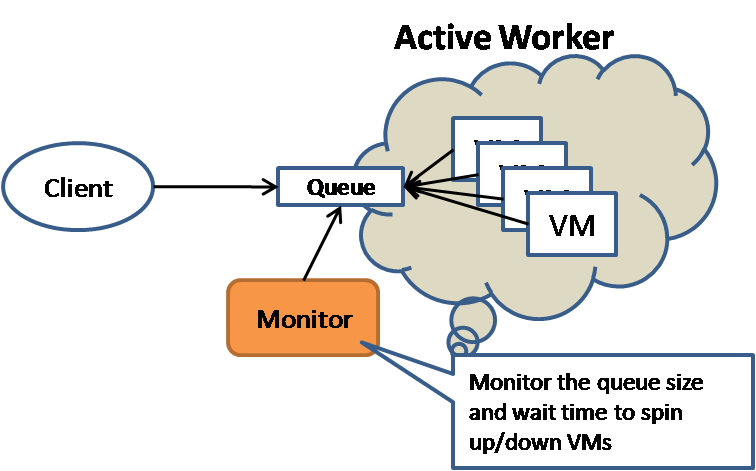 Active Worker
Client
Queue
VM
Monitor
Monitor the queue size
and wait time to spin
up/down VMs